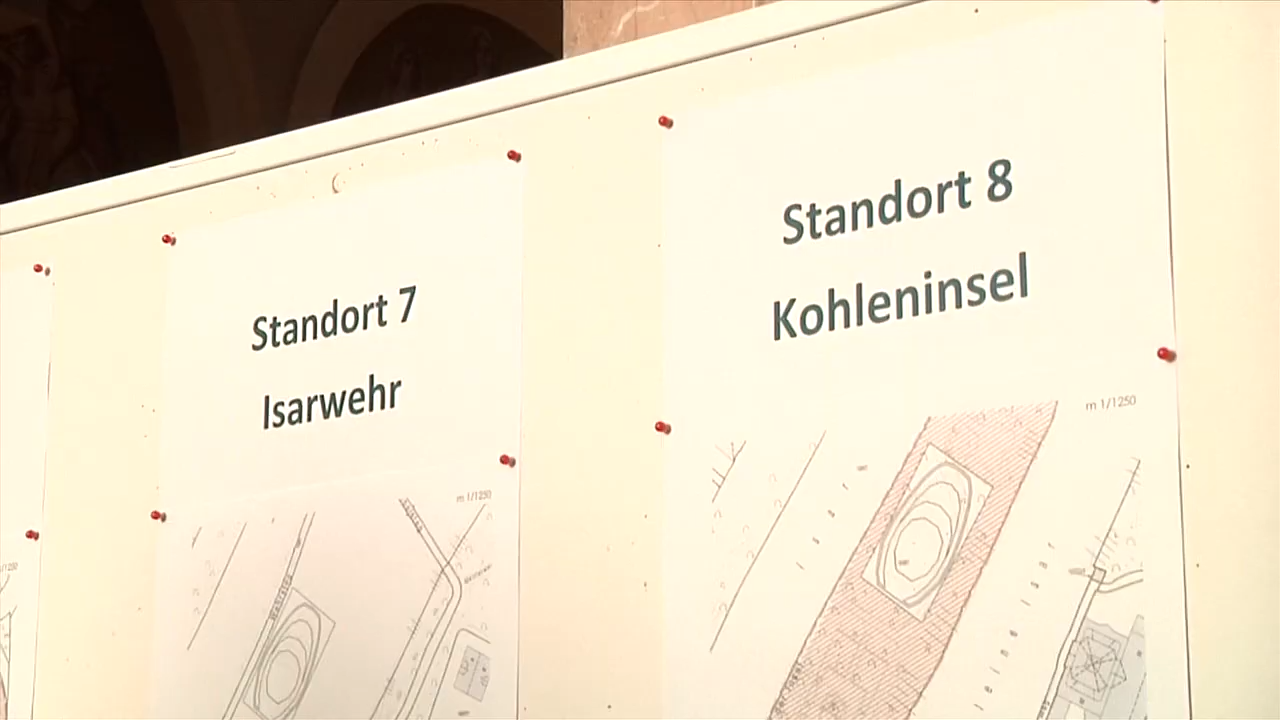 Standort 7
Isarwehr
m 1/1250
Standort 8
Kohleninsel
m 1/1250
I s a r
l e i n e I s a r